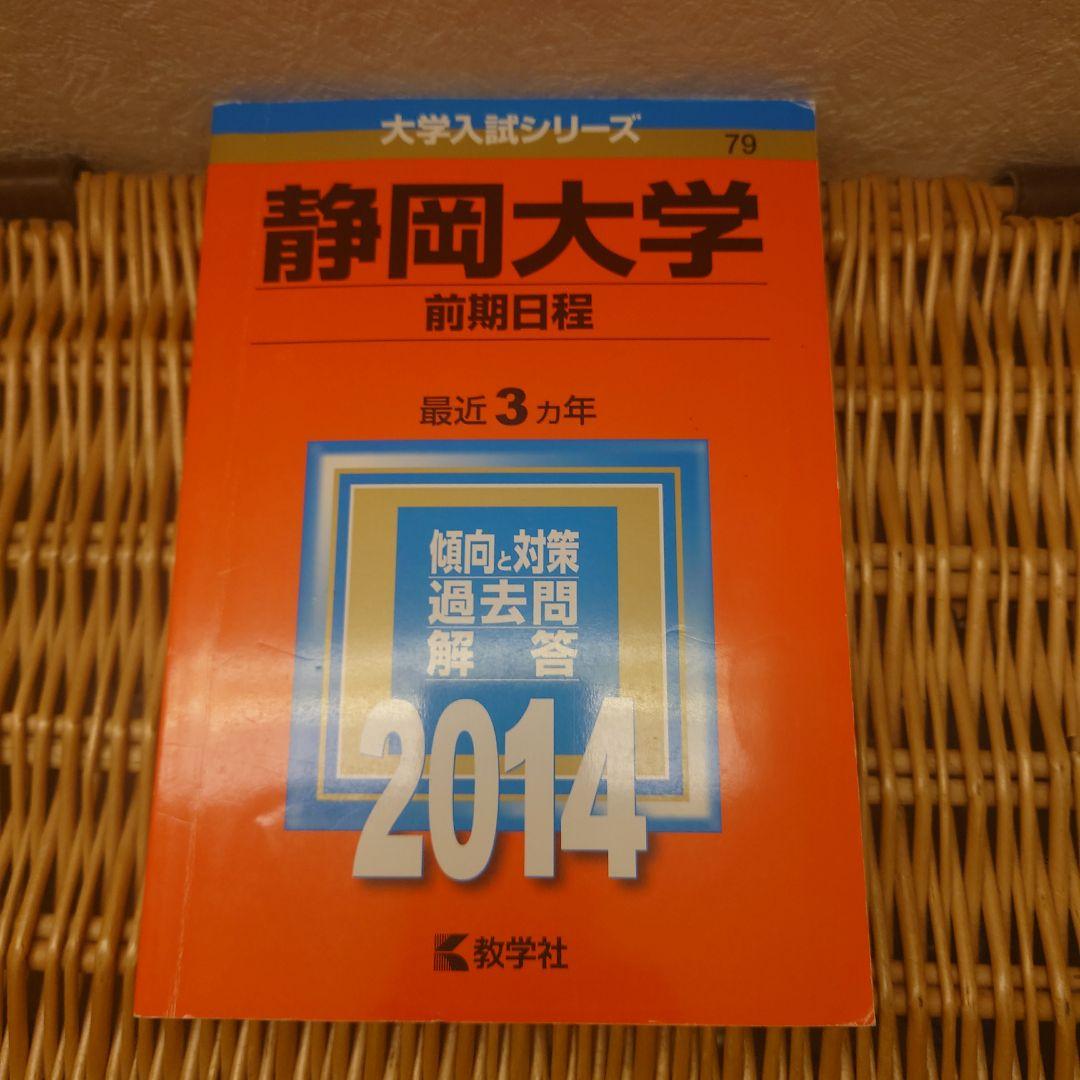 大学入試シリーズ
79
静岡大学
前期日程
最近3カ年
傾向と対策
過去問
解答
2014
教学社